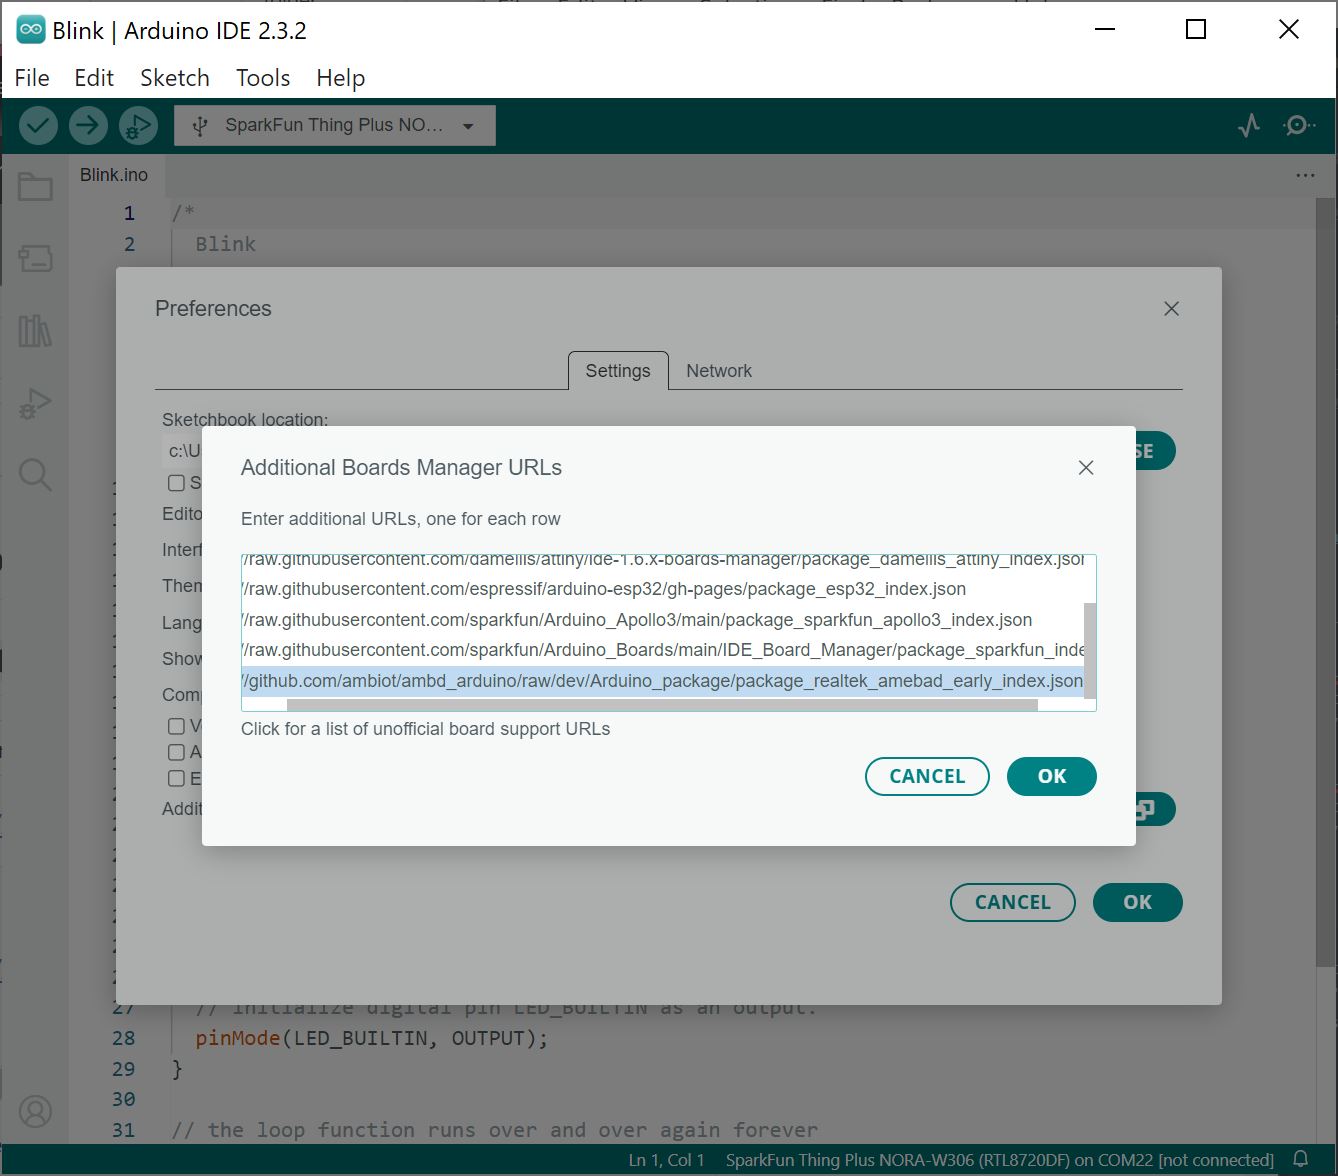 Blink | Arduino IDE 2.3.2
File Edit Sketch Tools Help
SparkFun Thing Plus NO...
Blink.ino
1 /*
2 Blink
Preferences
Settings Network
Sketchbook location:
c:\U
SE
Additional Boards Manager URLs
Enter additional URLs, one for each row
//raw.githubusercontent.com/damellis/attiny/ide-1.6.x-boards-manager/package_damellis_attiny_index.json
//raw.githubusercontent.com/espressif/arduino-esp32/gh-pages/package_esp32_index.json
//raw.githubusercontent.com/sparkfun/Arduino_Apollo3/main/package_sparkfun_apollo3_index.json
//raw.githubusercontent.com/sparkfun/Arduino_Boards/main/IDE_Board_Manager/package_sparkfun_inde
//github.com/ambiot/ambd_arduino/raw/dev/Arduino_package/package_realtek_amebad_early_index.json
Click for a list of unofficial board support URLs
CANCEL OK
S
Edito
Interf
Them
Lang
Show
Comp
A
E
Addit
CANCEL OK
27 // initialize digital pin LED_BUILTIN as an output.
28 pinMode(LED_BUILTIN, OUTPUT);
29 }
30
31 // the loop function runs over and over again forever
Ln 1, Col 1 SparkFun Thing Plus NORA-W306 (RTL8720DF) on COM22 [not connected]